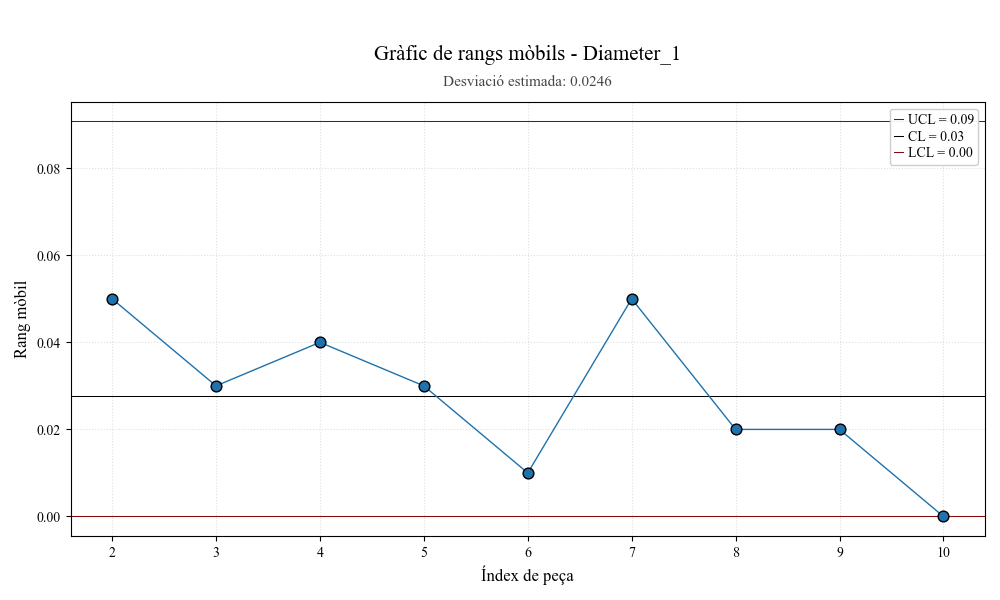 Gràfic de rangs mòbils - Diameter_1
Desviació estimada: 0.0246
UCL = 0.09
CL = 0.03
LCL = 0.00
Rang mòbil
0.08
0.06
0.04
0.02
0.00
2 3 4 5 6 7 8 9 10
Índex de peça